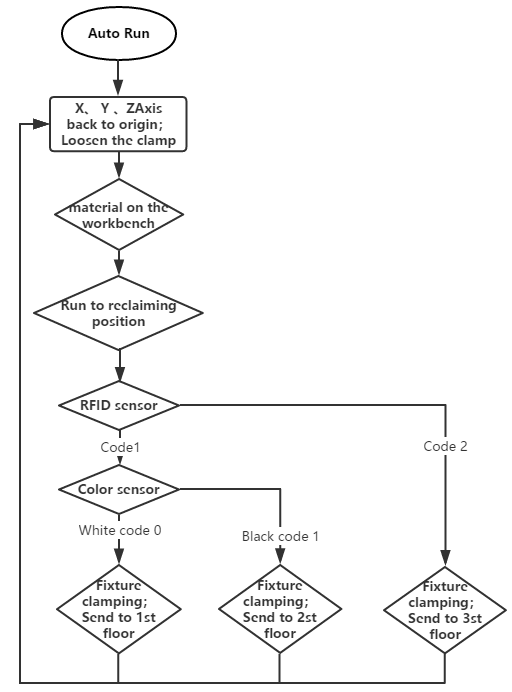 Auto Run
X、Y、ZAxis
back to origin;
Loosen the clamp
material on the
workbench
Run to reclaiming
position
RFID sensor
Code1
Code 2
Color sensor
White code 0
Black code 1
Fixture
clamping;
Send to 1st
floor
Fixture
clamping;
Send to 2st
floor
Fixture
clamping;
Send to 3st
floor